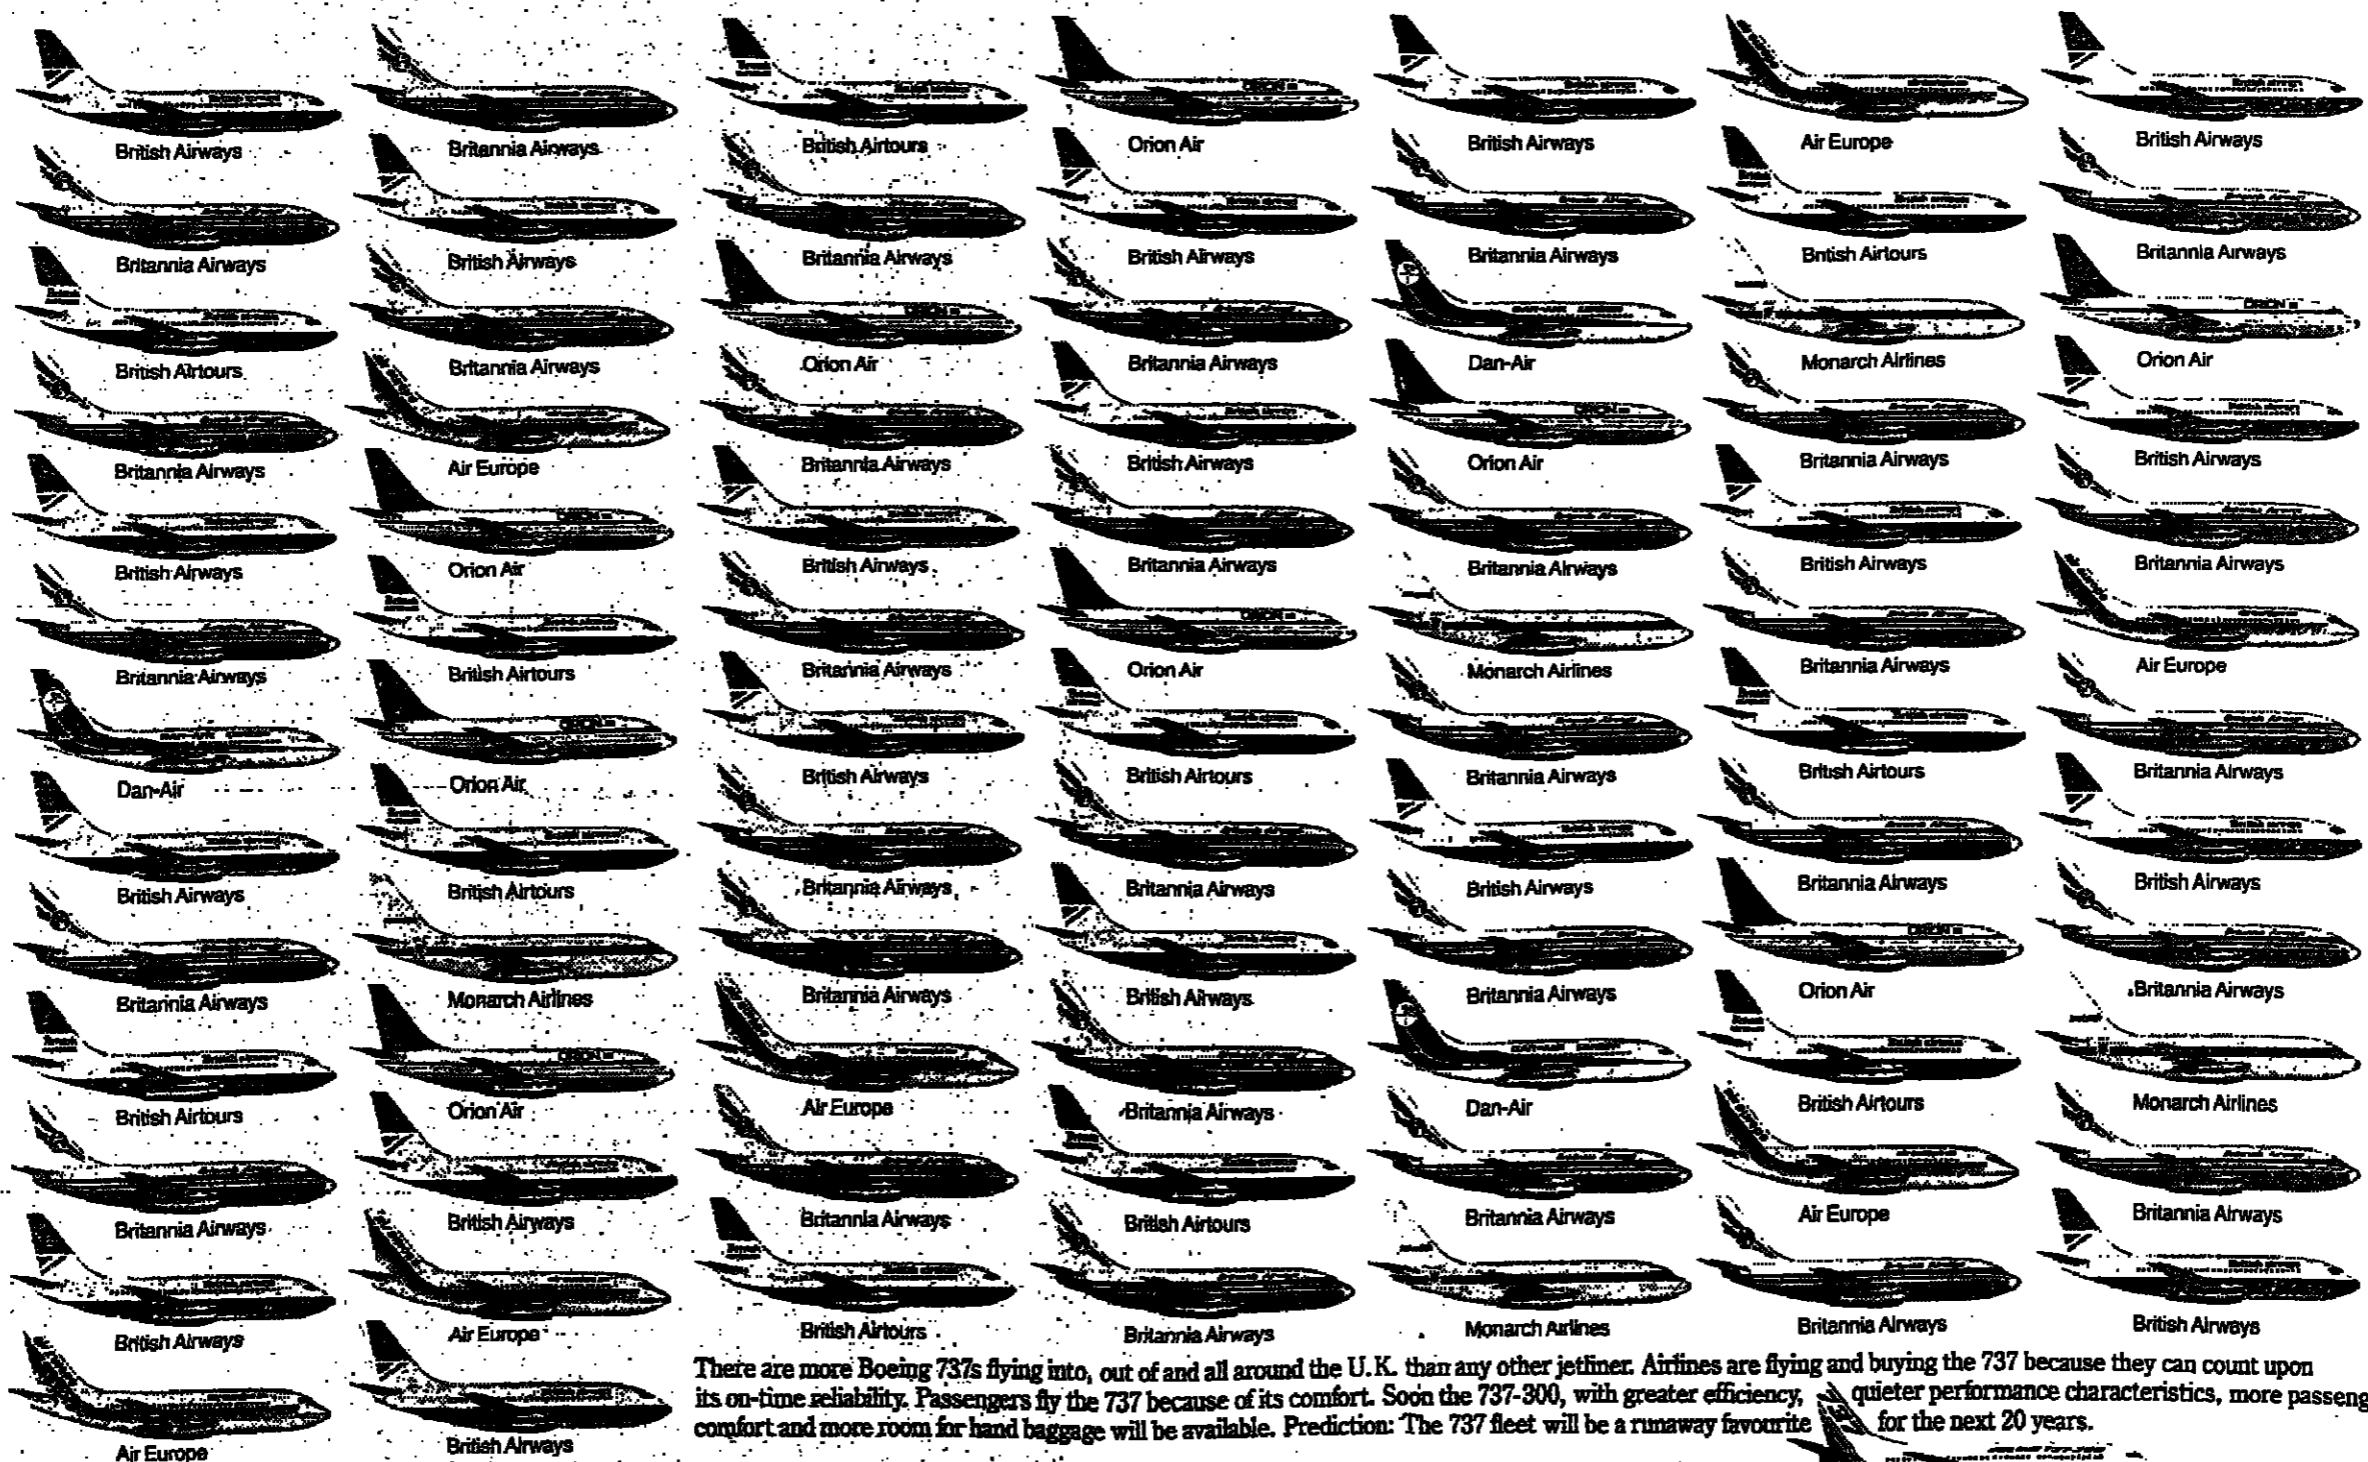 British Airways Britannia Airways British Airtours Orion Air British Airways Air Europe British Airways
Britannia Airways British Airways Britannia Airways British Airways Britannia Airways British Airtours Britannia Airways
British Airtours Britannia Airways Orion Air Britannia Airways Dan-Air Monarch Airlines Orion Air
Britannia Airways Air Europe Britannia Airways British Airways Orion Air Britannia Airways British Airways
British Airways Orion Air British Airways Britannia Airways Britannia Airways British Airways Britannia Airways
Britannia Airways British Airtours Britannia Airways Orion Air Monarch Airlines Britannia Airways Air Europe
Dan-Air Orion Air British Airways British Airtours Britannia Airways British Airtours Britannia Airways
British Airways British Airtours Britannia Airways Britannia Airways British Airways Britannia Airways British Airways
Britannia Airways Monarch Airlines Britannia Airways British Airways Britannia Airways Orion Air Britannia Airways
British Airtours Orion Air Air Europe Britannia Airways Dan-Air British Airtours Monarch Airlines
Britannia Airways British Airways Britannia Airways British Airtours Britannia Airways Air Europe Britannia Airways
British Airways Air Europe British Airtours Britannia Airways Monarch Airlines Britannia Airways British Airways
Air Europe British Airways
There are more Boeing 737s flying into, out of and all around the U.K. than any other jetliner. Airlines are flying and buying the 737 because they can count upon
its on-time reliability. Passengers fly the 737 because of its comfort. Soon the 737-300, with greater efficiency, quieter performance characteristics, more passeng
comfort and more room for hand baggage will be available. Prediction: The 737 fleet will be a runaway favourite for the next 20 years.